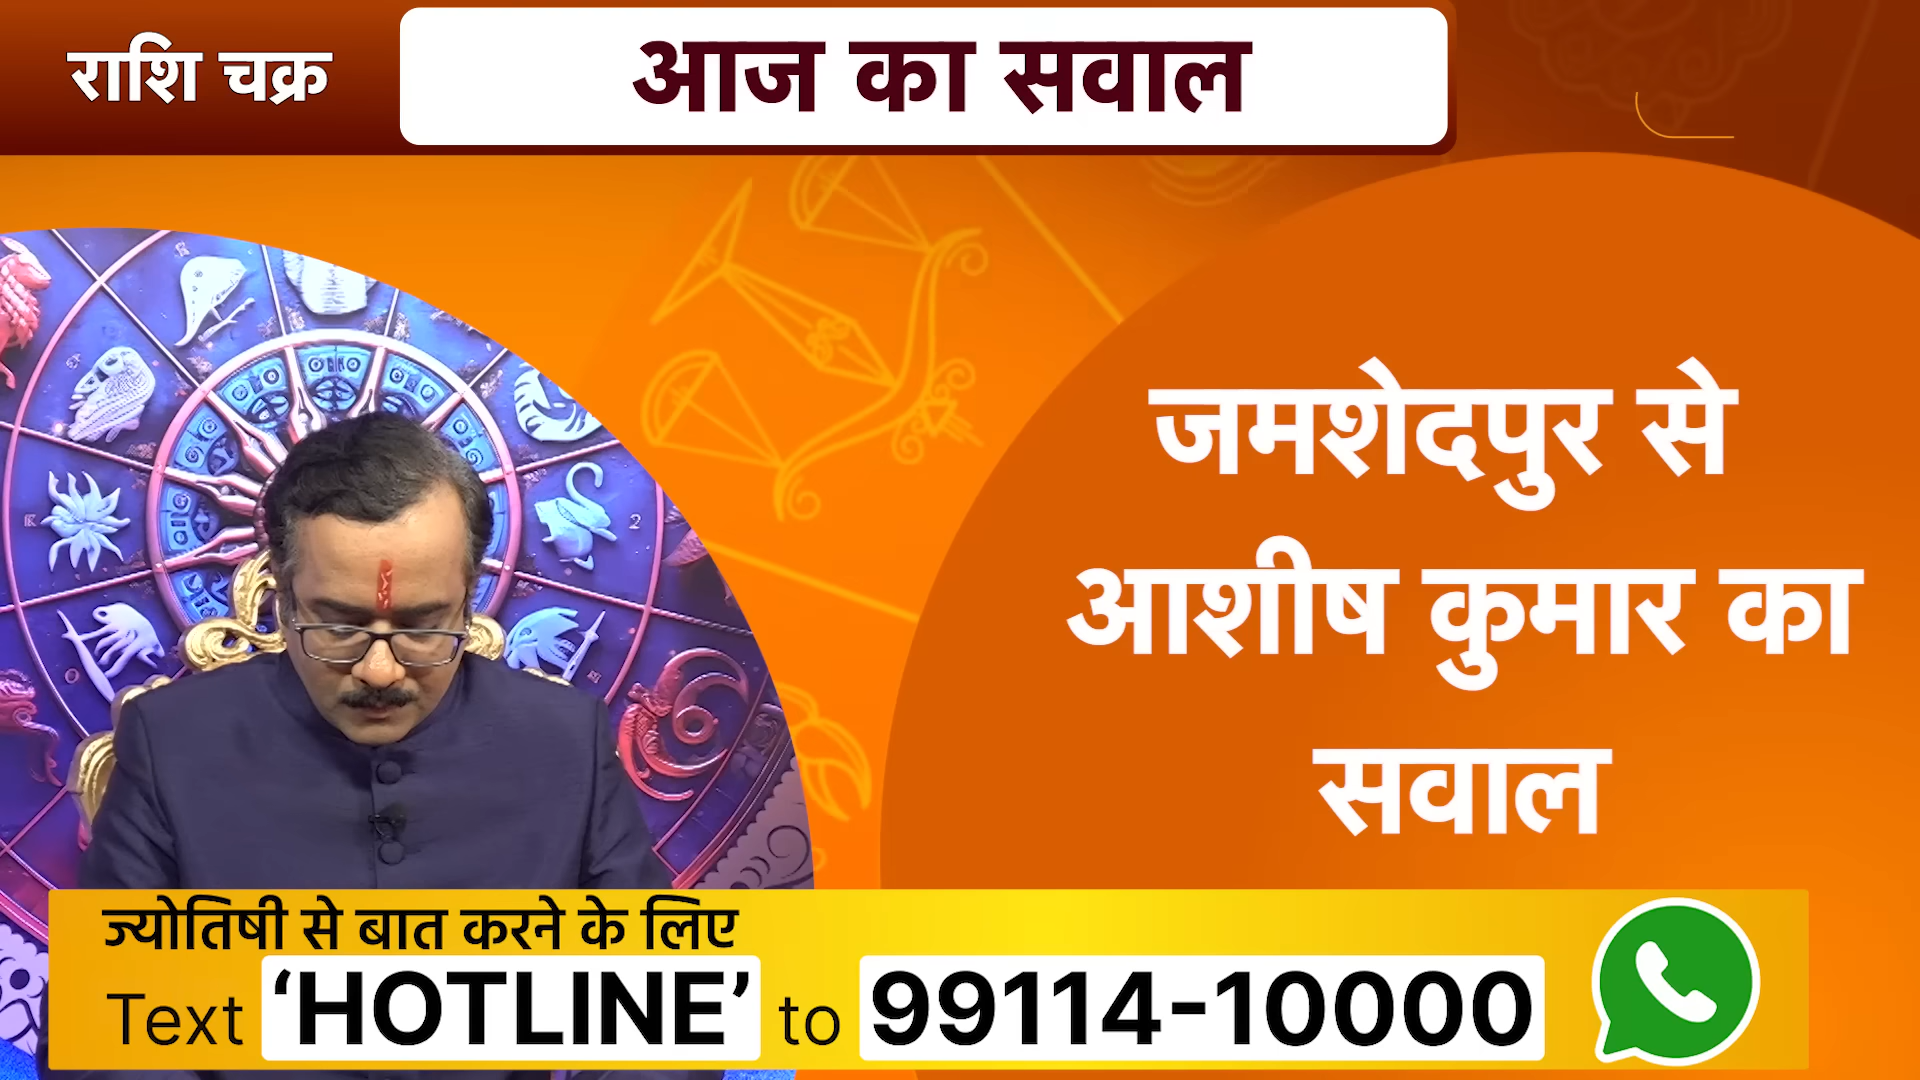 राशि चक्र
आज का सवाल
जमशेदपुर से
आशीष कुमार का
सवाल
ज्योतिषी से बात करने के लिए
Text ‘HOTLINE’ to 99114-10000